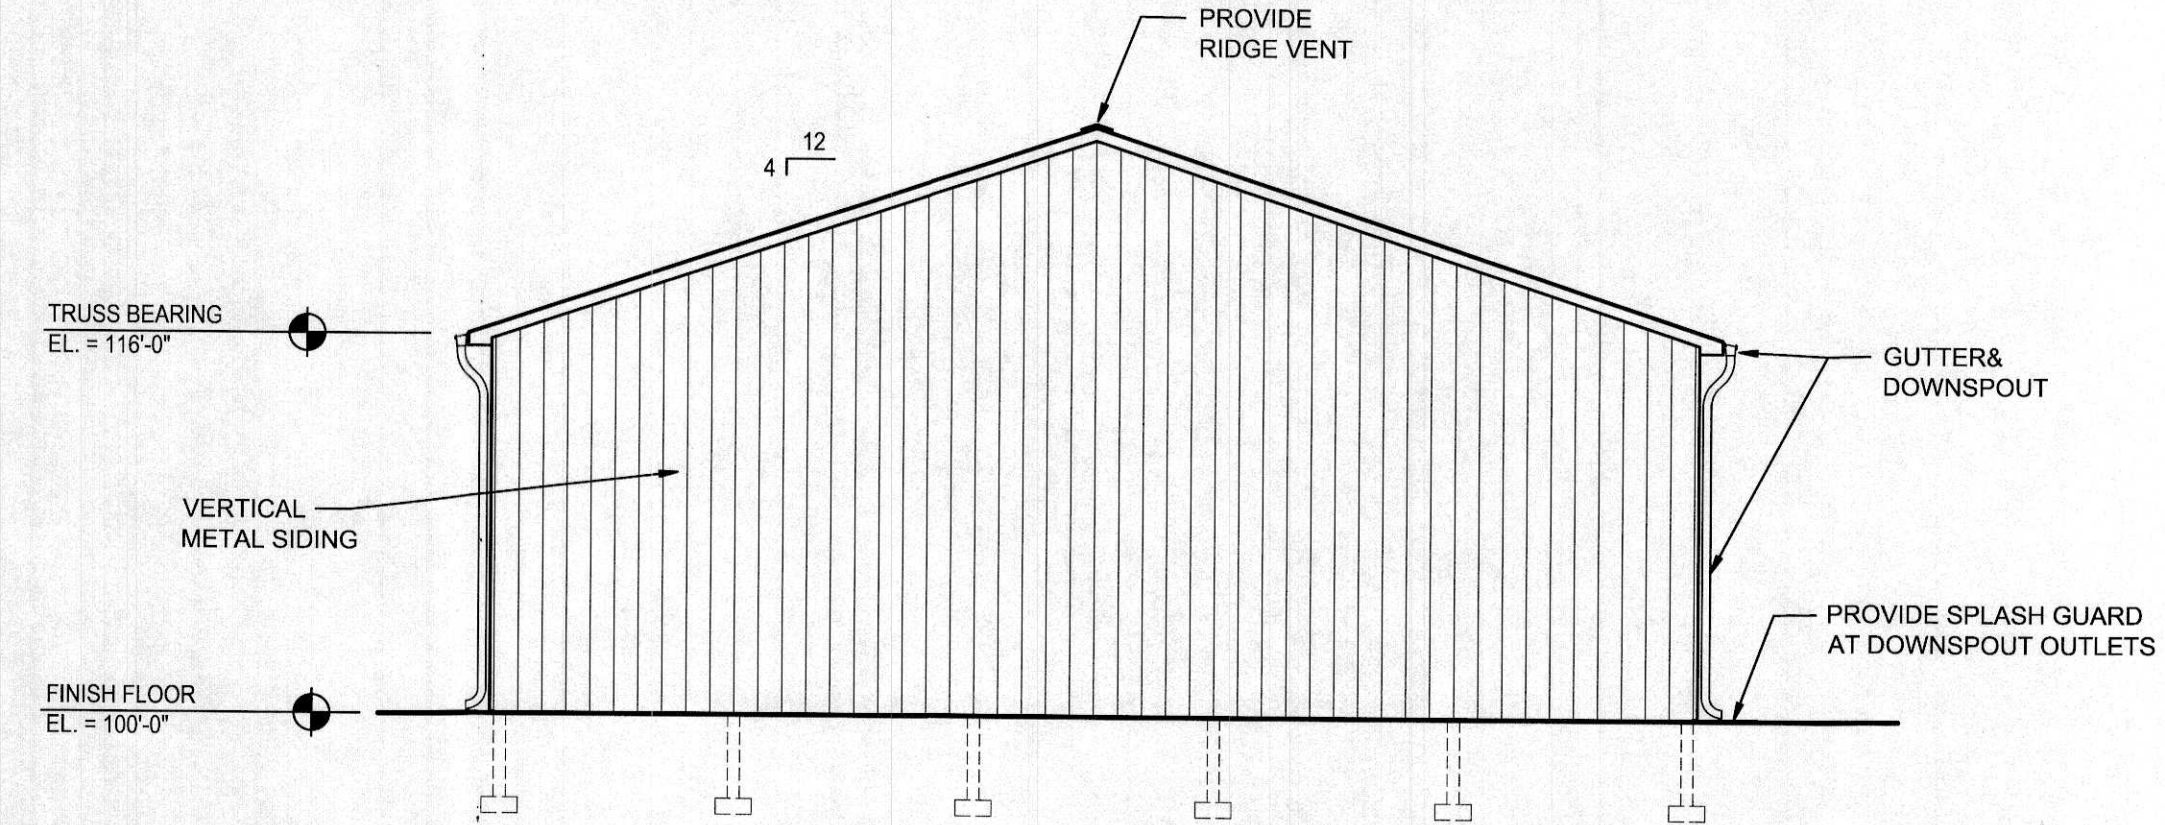 PROVIDE
RIDGE VENT
12
4
TRUSS BEARING
EL. = 116'-0"
GUTTER&
DOWNSPOUT
VERTICAL
METAL SIDING
PROVIDE SPLASH GUARD
AT DOWNSPOUT OUTLETS
FINISH FLOOR
EL. = 100'-0"